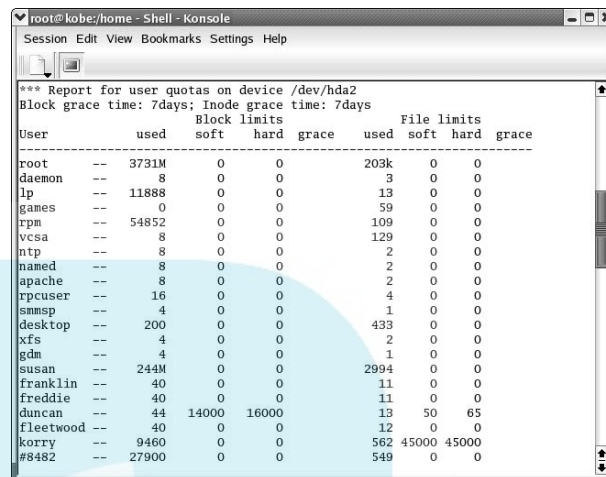 root@kobe:/home - Shell - Konsole
Session Edit View Bookmarks Settings Help
*** Report for user quotas on device /dev/hda2
Block grace time: 7days; Inode grace time: 7days
Block limits File limits
User used soft hard grace used soft hard grace
----------------------------------------------------------------------
root -- 3731M 0 0 203k 0 0
daemon -- 8 0 0 3 0 0
lp -- 11888 0 0 13 0 0
games -- 0 0 0 59 0 0
rpm -- 54852 0 0 109 0 0
vcsa -- 8 0 0 129 0 0
ntp -- 8 0 0 2 0 0
named -- 8 0 0 2 0 0
apache -- 8 0 0 2 0 0
rpcuser -- 16 0 0 4 0 0
smmsp -- 4 0 0 1 0 0
desktop -- 200 0 0 433 0 0
xfs -- 4 0 0 2 0 0
gdm -- 4 0 0 1 0 0
susan -- 244M 0 0 2994 0 0
franklin -- 40 0 0 11 0 0
freddie -- 40 0 0 11 0 0
duncan -- 44 14000 16000 13 50 65
fleetwood -- 40 0 0 12 0 0
korry -- 9460 0 0 562 45000 45000
#8482 -- 27900 0 0 549 0 0